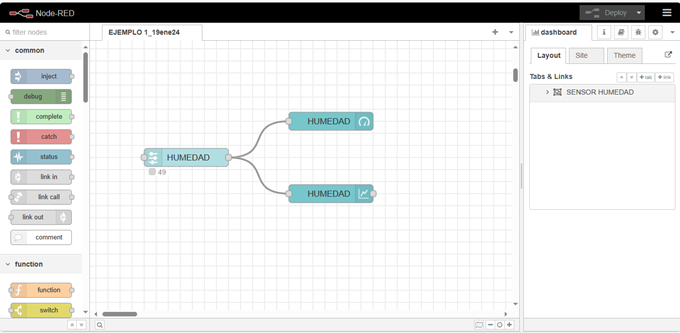 Node-RED
Deploy
filter nodes
EJEMPLO 1_19ene24
dashboard
common
inject
debug
complete
catch
status
link in
link call
link out
comment
function
function
switch
HUMEDAD
49
HUMEDAD
HUMEDAD
Layout
Site
Theme
Tabs & Links
tab
link
SENSOR HUMEDAD